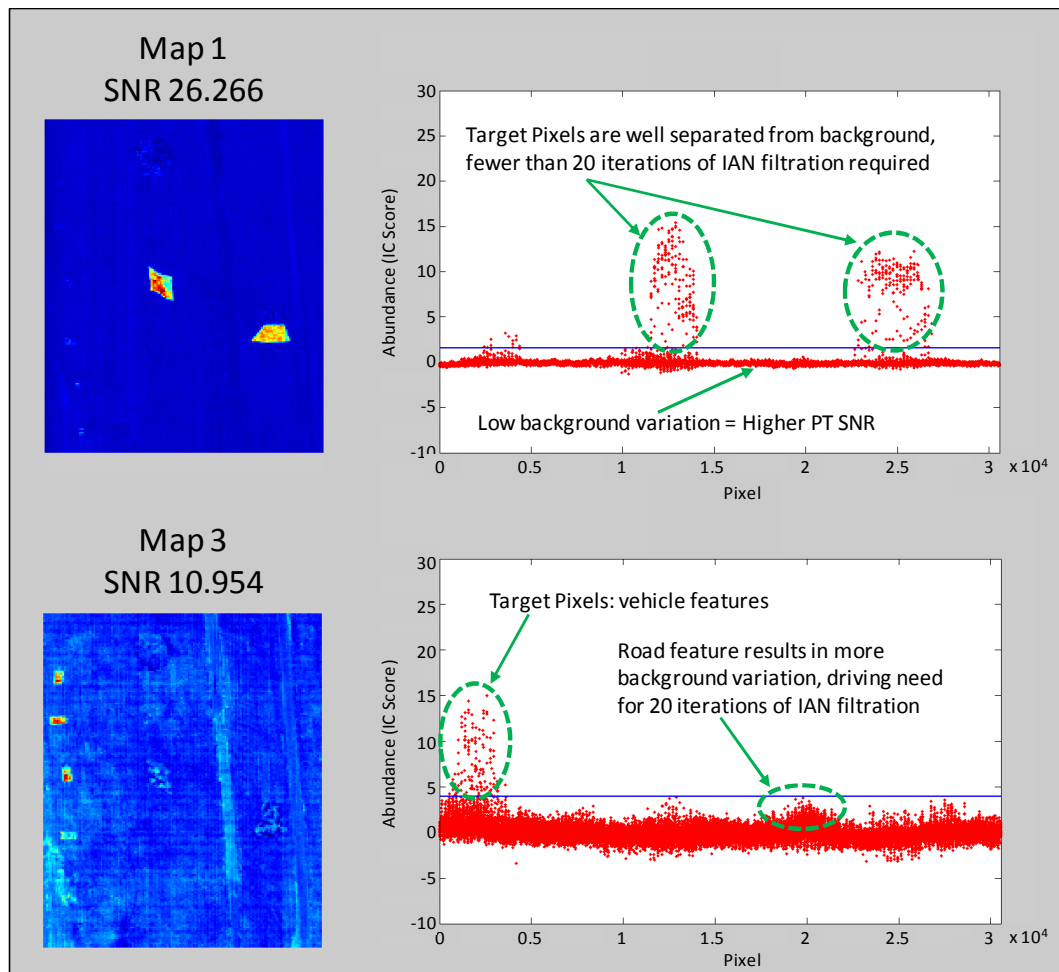 Map 1
SNR 26.266
30
25
20
15
10
5
0
-5
-10
Abundance (IC Score)
Target Pixels are well separated from background,
fewer than 20 iterations of IAN filtration required
Low background variation = Higher PT SNR
0 0.5 1 1.5 2 2.5 3 x 10^4
Pixel
Map 3
SNR 10.954
30
25
20
15
10
5
0
-5
-10
Abundance (IC Score)
Target Pixels: vehicle features
Road feature results in more
background variation, driving need
for 20 iterations of IAN filtration
0 0.5 1 1.5 2 2.5 3 x 10^4
Pixel